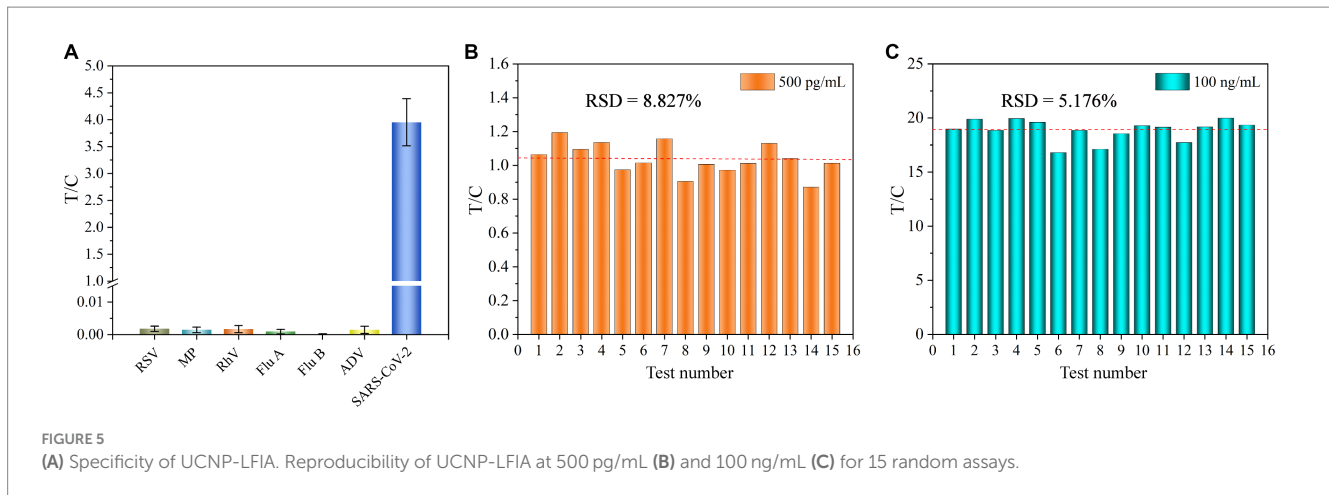 A
5.0
4.5
4.0
3.5
3.0
2.5
2.0
1.5
1.0
0.01
0.00
T/C
RSV
MP
RhV
Flu A
Flu B
ADV
SARS-CoV-2
B
1.6
1.4
1.2
1.0
0.8
0.6
0.4
0.2
0.0
T/C
500 pg/mL
RSD = 8.827%
0 1 2 3 4 5 6 7 8 9 10 11 12 13 14 15 16
Test number
C
25
20
15
10
5
0
T/C
100 ng/mL
RSD = 5.176%
0 1 2 3 4 5 6 7 8 9 10 11 12 13 14 15 16
Test number
FIGURE 5
(A) Specificity of UCNP-LFIA. Reproducibility of UCNP-LFIA at 500 pg/mL (B) and 100 ng/mL (C) for 15 random assays.